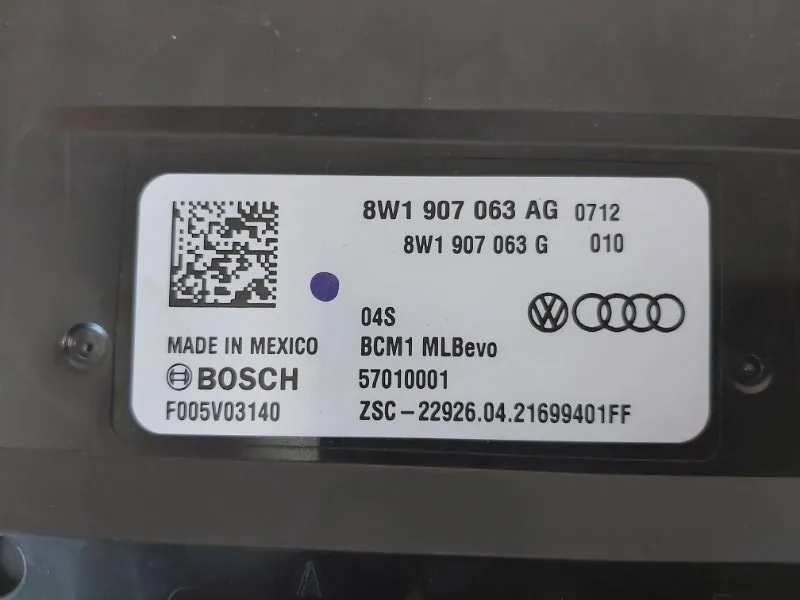 8W1 907 063 AG 0712
8W1 907 063 G 010
04S
MADE IN MEXICO BCM1 MLBevo
BOSCH 57010001
F005V03140 ZSC-22926.04.21699401FF